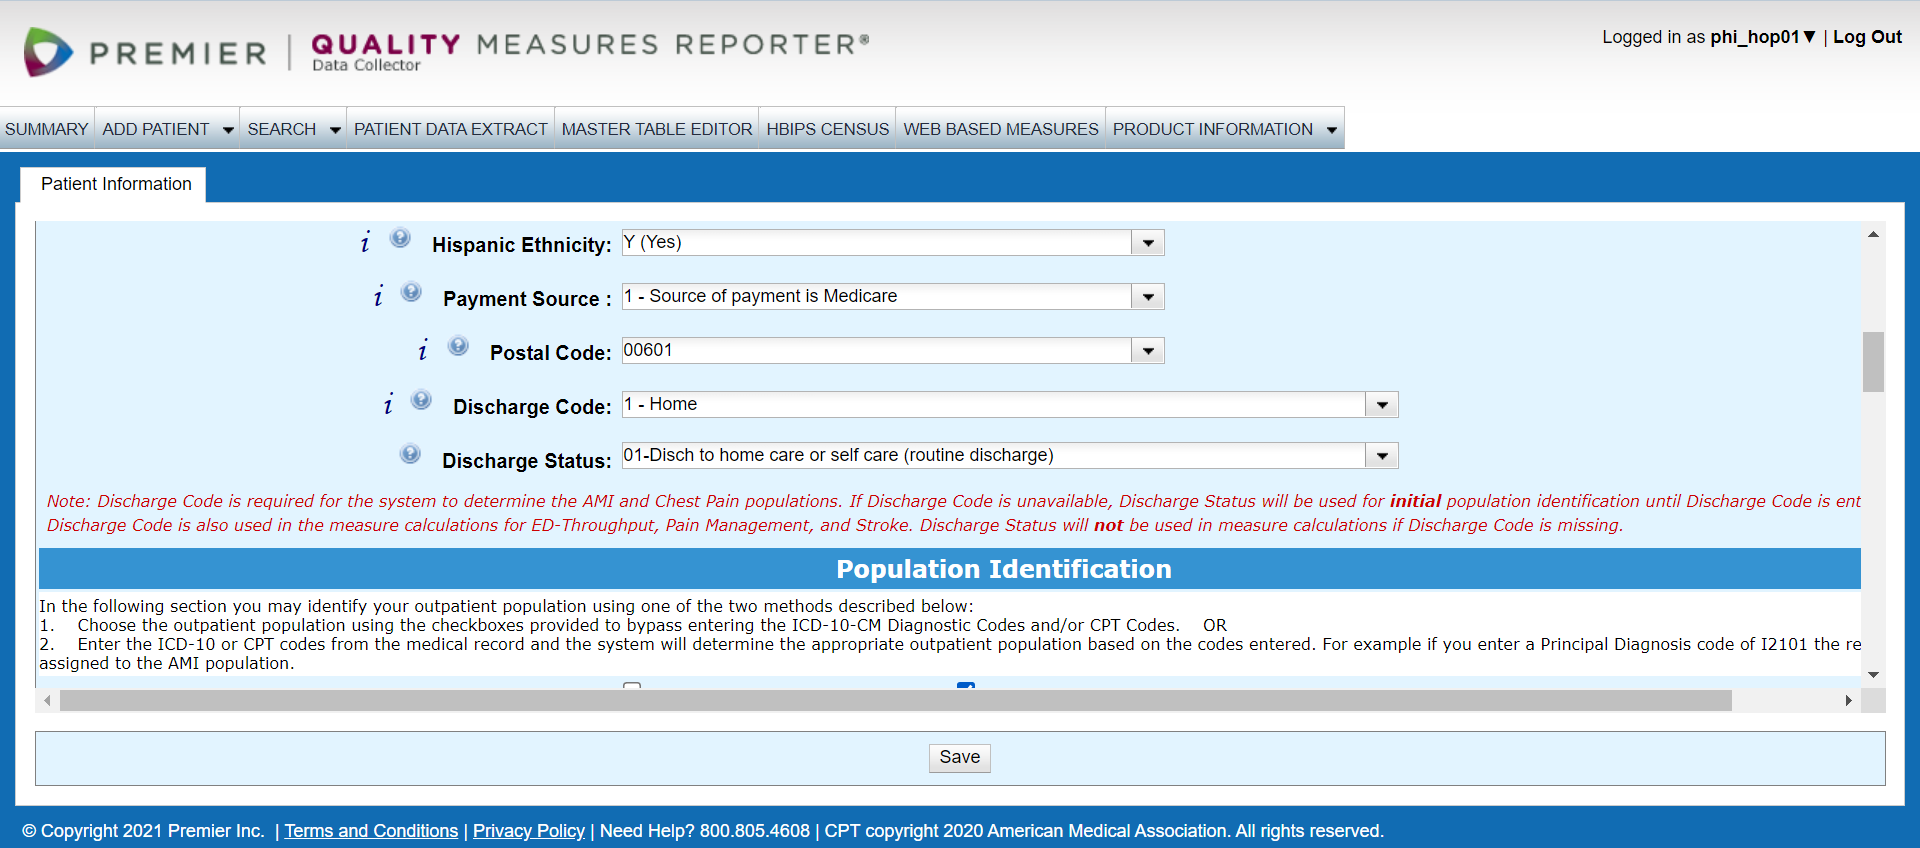 PREMIER | QUALITY MEASURES REPORTER®
Data Collector
Logged in as phi_hop01▼ | Log Out
SUMMARY ADD PATIENT SEARCH PATIENT DATA EXTRACT MASTER TABLE EDITOR HBIPS CENSUS WEB BASED MEASURES PRODUCT INFORMATION
Patient Information
i ? Hispanic Ethnicity: Y (Yes)
i ? Payment Source : 1 - Source of payment is Medicare
i ? Postal Code: 00601
i ? Discharge Code: 1 - Home
? Discharge Status: 01-Disch to home care or self care (routine discharge)
Note: Discharge Code is required for the system to determine the AMI and Chest Pain populations. If Discharge Code is unavailable, Discharge Status will be used for initial population identification until Discharge Code is ent
Discharge Code is also used in the measure calculations for ED-Throughput, Pain Management, and Stroke. Discharge Status will not be used in measure calculations if Discharge Code is missing.
Population Identification
In the following section you may identify your outpatient population using one of the two methods described below:
1. Choose the outpatient population using the checkboxes provided to bypass entering the ICD-10-CM Diagnostic Codes and/or CPT Codes. OR
2. Enter the ICD-10 or CPT codes from the medical record and the system will determine the appropriate outpatient population based on the codes entered. For example if you enter a Principal Diagnosis code of I2101 the re
assigned to the AMI population.
Save
© Copyright 2021 Premier Inc. | Terms and Conditions | Privacy Policy | Need Help? 800.805.4608 | CPT copyright 2020 American Medical Association. All rights reserved.